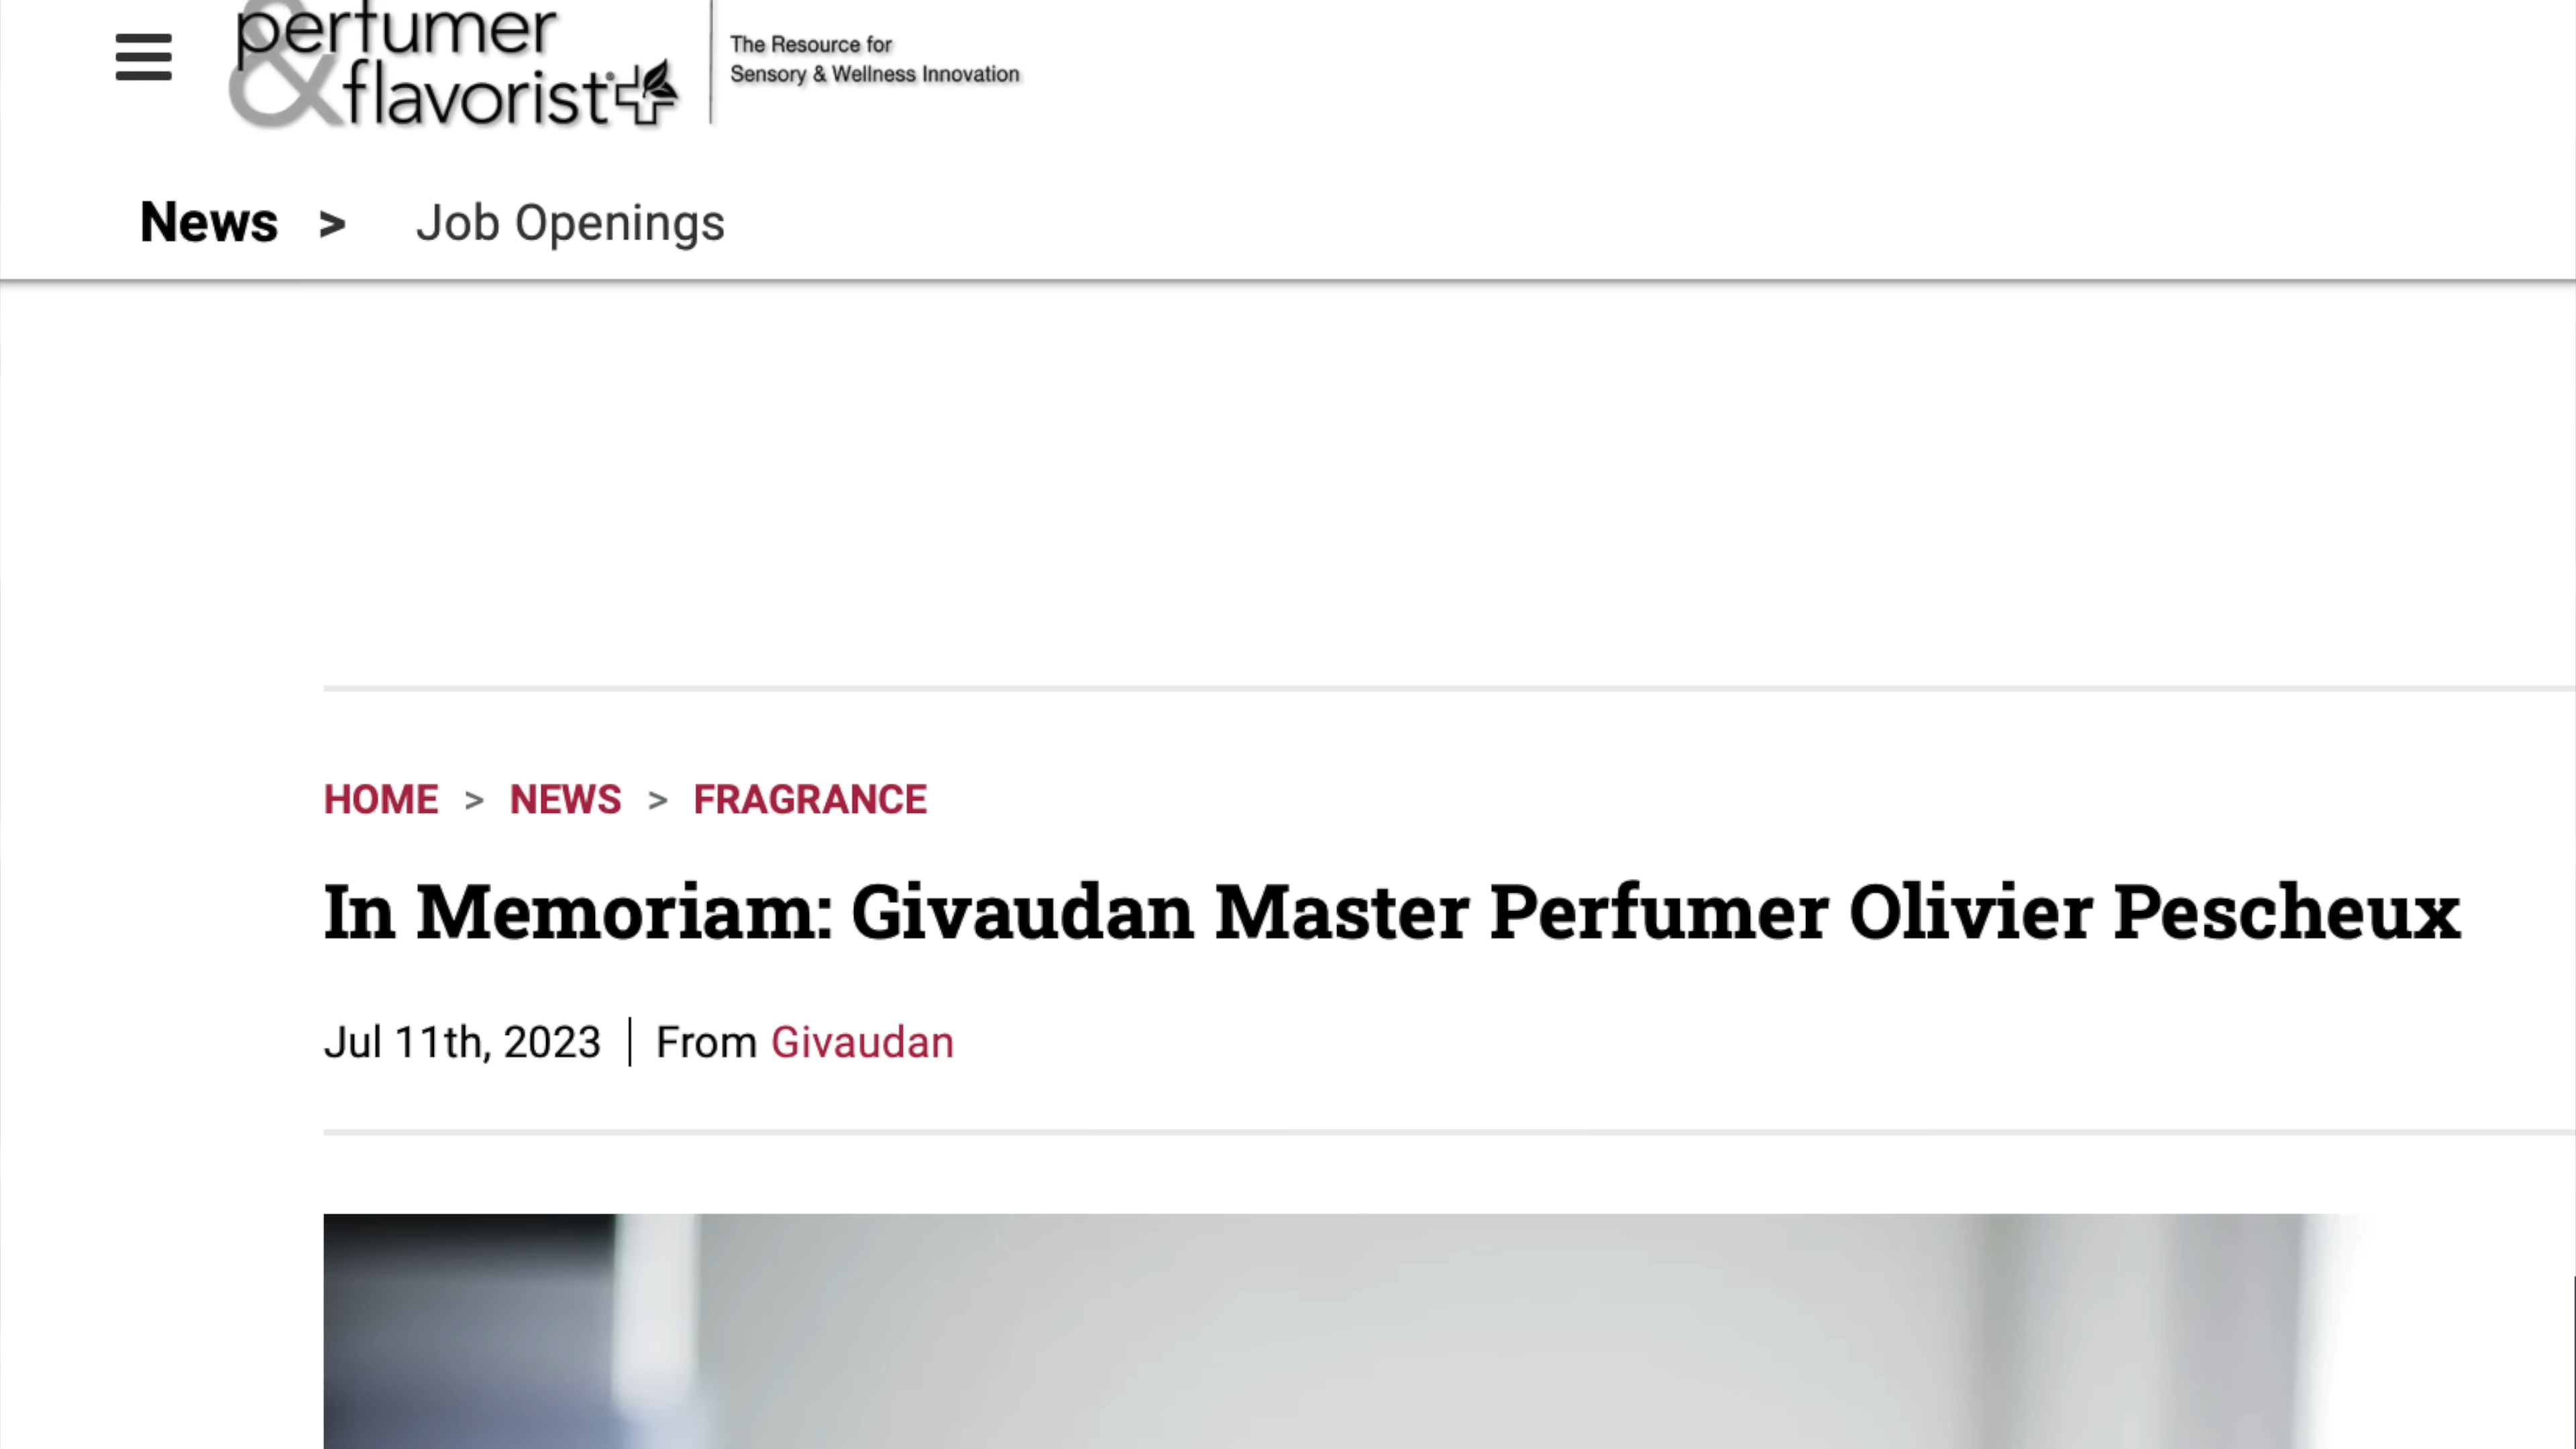 perfumer
&flavorist+
The Resource for
Sensory & Wellness Innovation
News > Job Openings
HOME > NEWS > FRAGRANCE
In Memoriam: Givaudan Master Perfumer Olivier Pescheux
Jul 11th, 2023 | From Givaudan